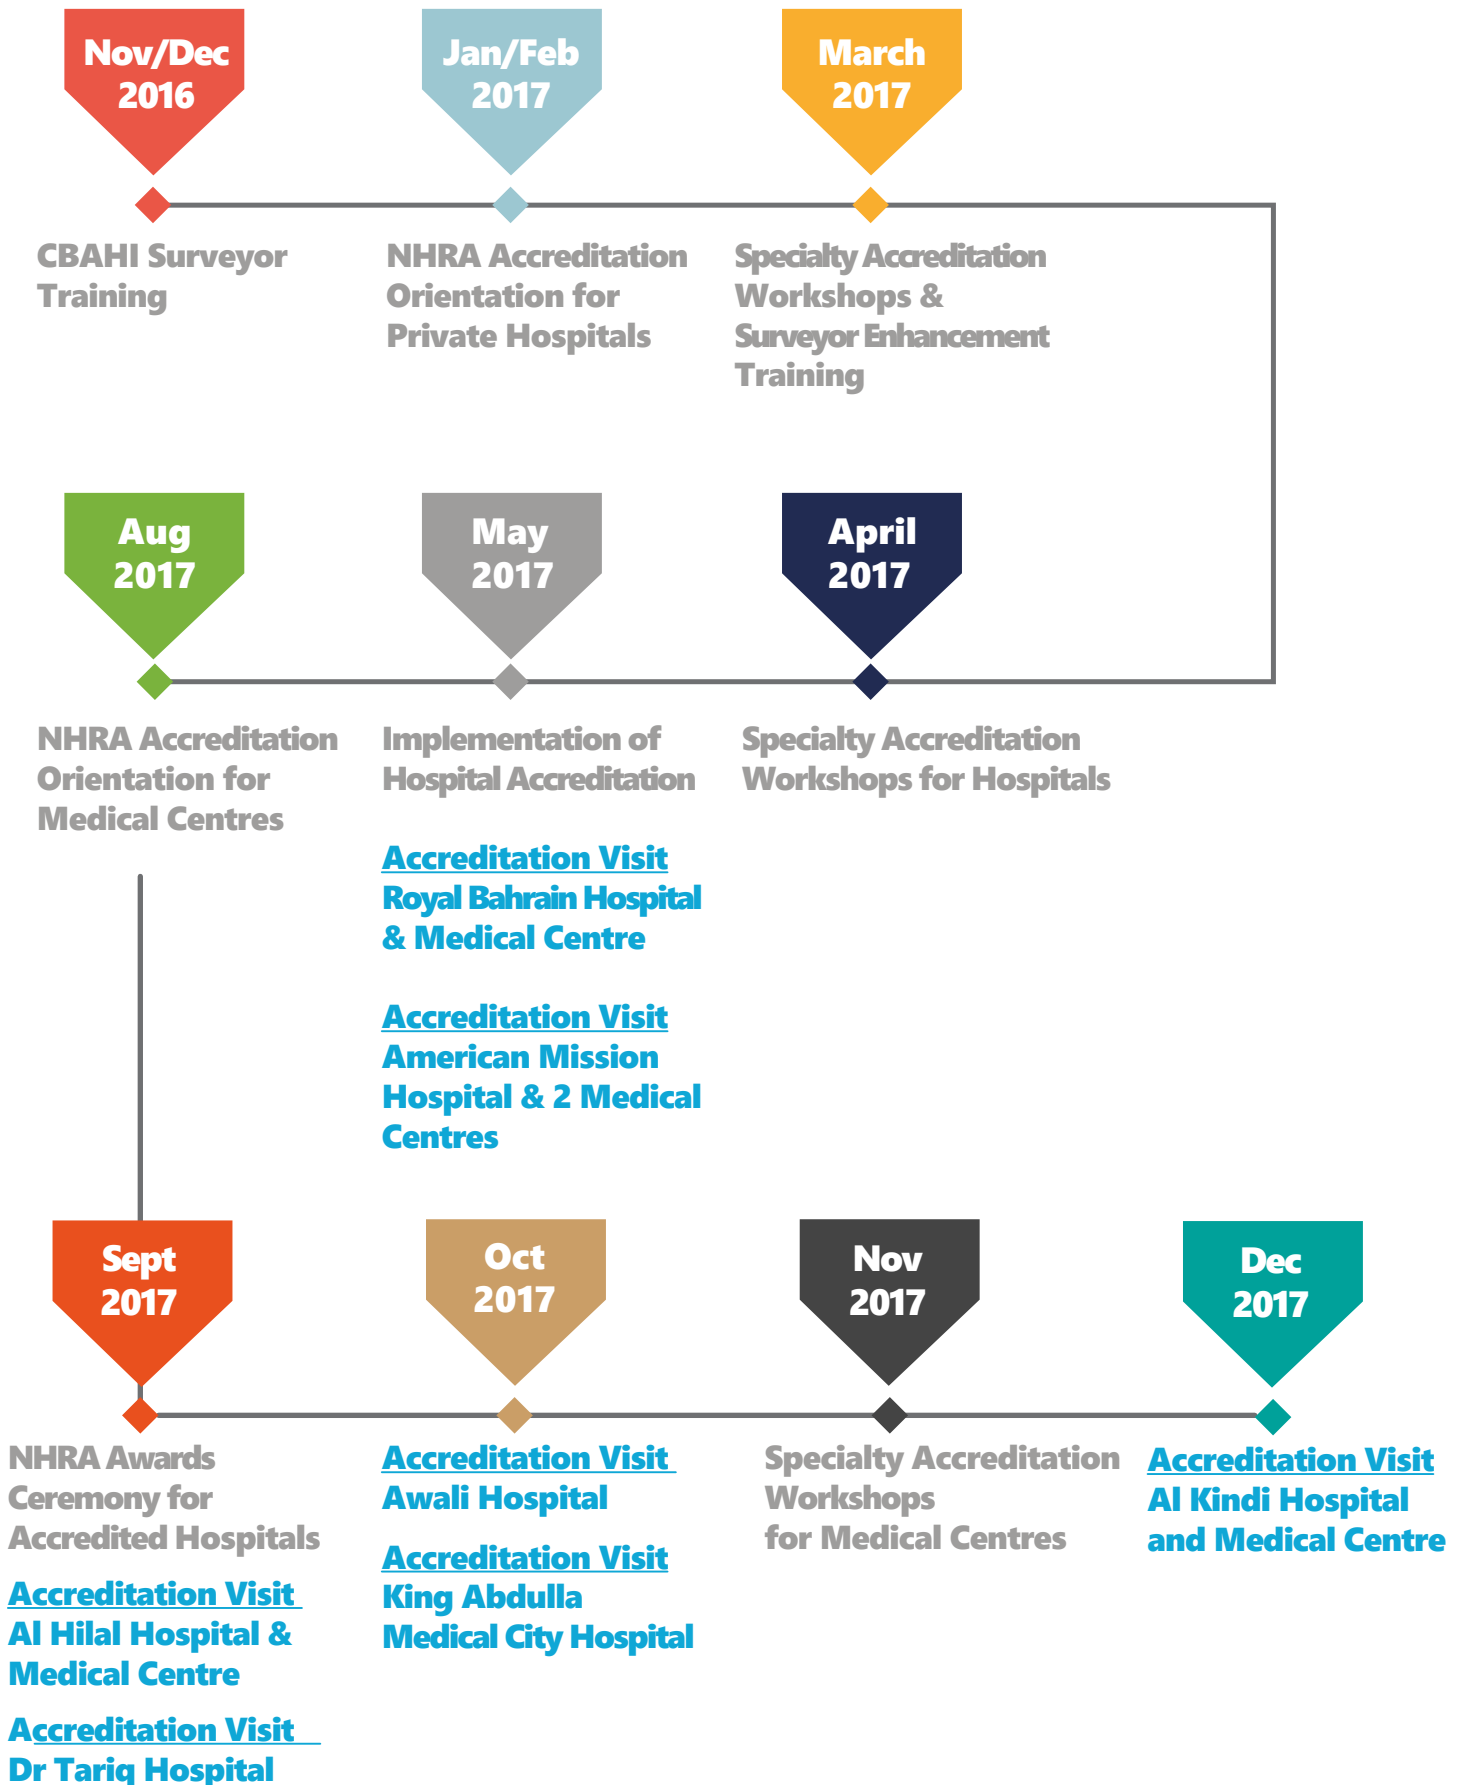 Nov/Dec
2016
CBAHI Surveyor
Training
Jan/Feb
2017
NHRA Accreditation
Orientation for
Private Hospitals
March
2017
Specialty Accreditation
Workshops &
Surveyor Enhancement
Training
April
2017
Specialty Accreditation
Workshops for Hospitals
May
2017
Implementation of
Hospital Accreditation
Accreditation Visit
Royal Bahrain Hospital
& Medical Centre
Accreditation Visit
American Mission
Hospital & 2 Medical
Centres
Aug
2017
NHRA Accreditation
Orientation for
Medical Centres
Sept
2017
NHRA Awards
Ceremony for
Accredited Hospitals
Accreditation Visit
Al Hilal Hospital &
Medical Centre
Accreditation Visit
Dr Tariq Hospital
Oct
2017
Accreditation Visit
Awali Hospital
Accreditation Visit
King Abdulla
Medical City Hospital
Nov
2017
Specialty Accreditation
Workshops
for Medical Centres
Dec
2017
Accreditation Visit
Al Kindi Hospital
and Medical Centre